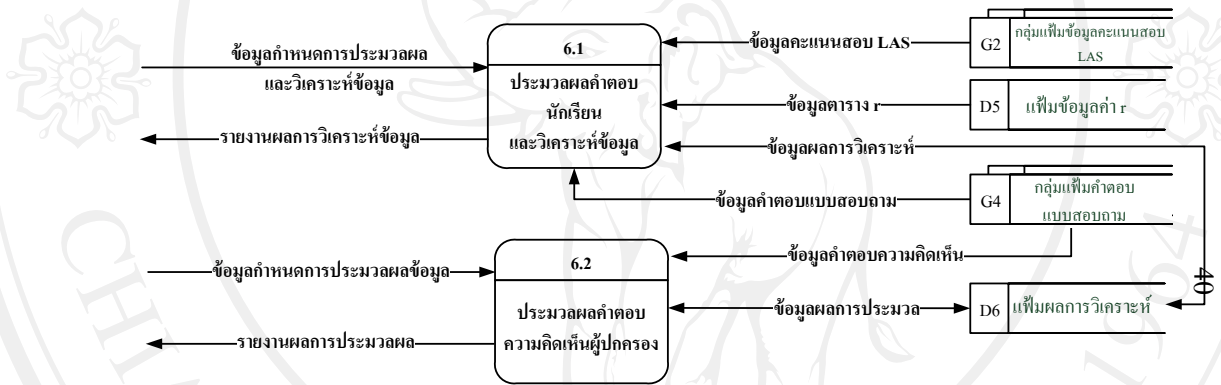 ข้อมูลกำหนดการประมวลผล
และวิเคราะห์ข้อมูล
รายงานผลการวิเคราะห์ข้อมูล
6.1
ประมวลผลคำตอบ
นักเรียน
และวิเคราะห์ข้อมูล
ข้อมูลคะแนนสอบ LAS
G2
กลุ่มแฟ้มข้อมูลคะแนนสอบ
LAS
ข้อมูลตาราง r
D5
แฟ้มข้อมูลค่า r
ข้อมูลผลการวิเคราะห์
ข้อมูลคำตอบแบบสอบถาม
G4
กลุ่มแฟ้มคำตอบ
แบบสอบถาม
ข้อมูลกำหนดการประมวลผลข้อมูล
รายงานผลการประมวลผล
6.2
ประมวลผลคำตอบ
ความคิดเห็นผู้ปกครอง
ข้อมูลคำตอบความคิดเห็น
ข้อมูลผลการประมวล
D6
แฟ้มผลการวิเคราะห์
40
CHI
1964